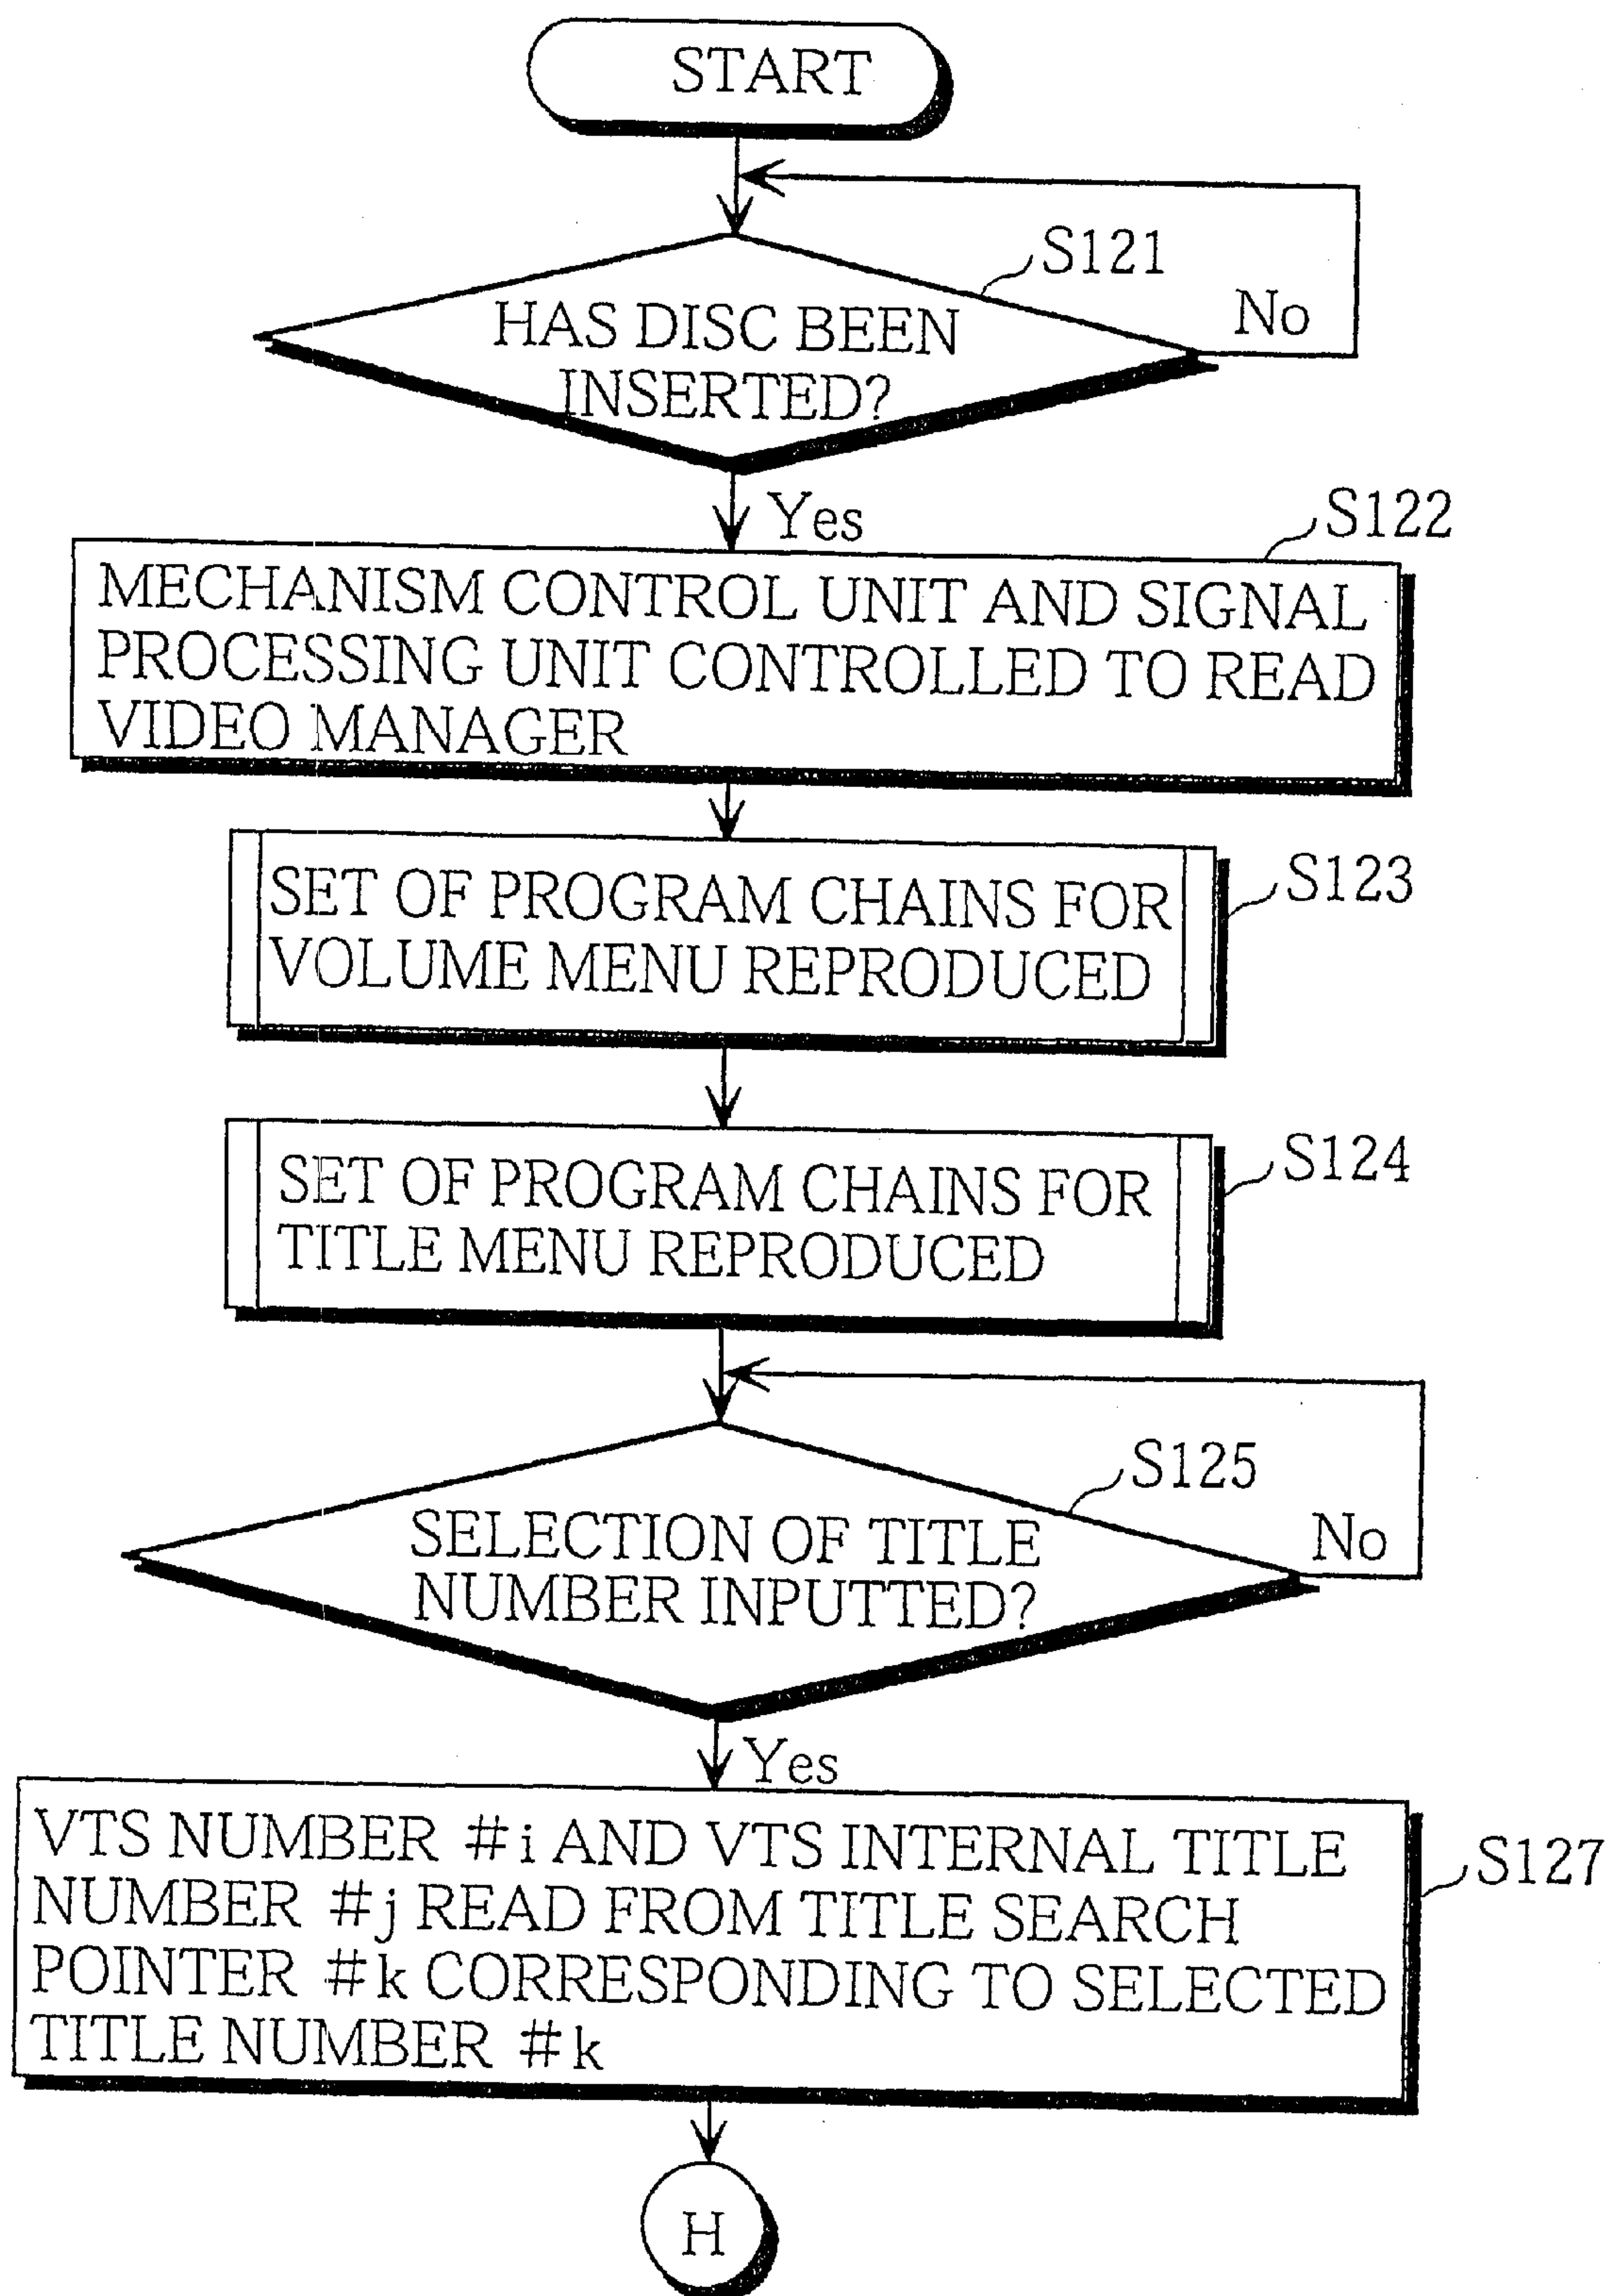 START
S121
HAS DISC BEEN
INSERTED?
No
Yes
S122
MECHANISM CONTROL UNIT AND SIGNAL
PROCESSING UNIT CONTROLLED TO READ
VIDEO MANAGER
S123
SET OF PROGRAM CHAINS FOR
VOLUME MENU REPRODUCED
S124
SET OF PROGRAM CHAINS FOR
TITLE MENU REPRODUCED
S125
SELECTION OF TITLE
NUMBER INPUTTED?
No
Yes
S127
VTS NUMBER #i AND VTS INTERNAL TITLE
NUMBER #j READ FROM TITLE SEARCH
POINTER #k CORRESPONDING TO SELECTED
TITLE NUMBER #k
H